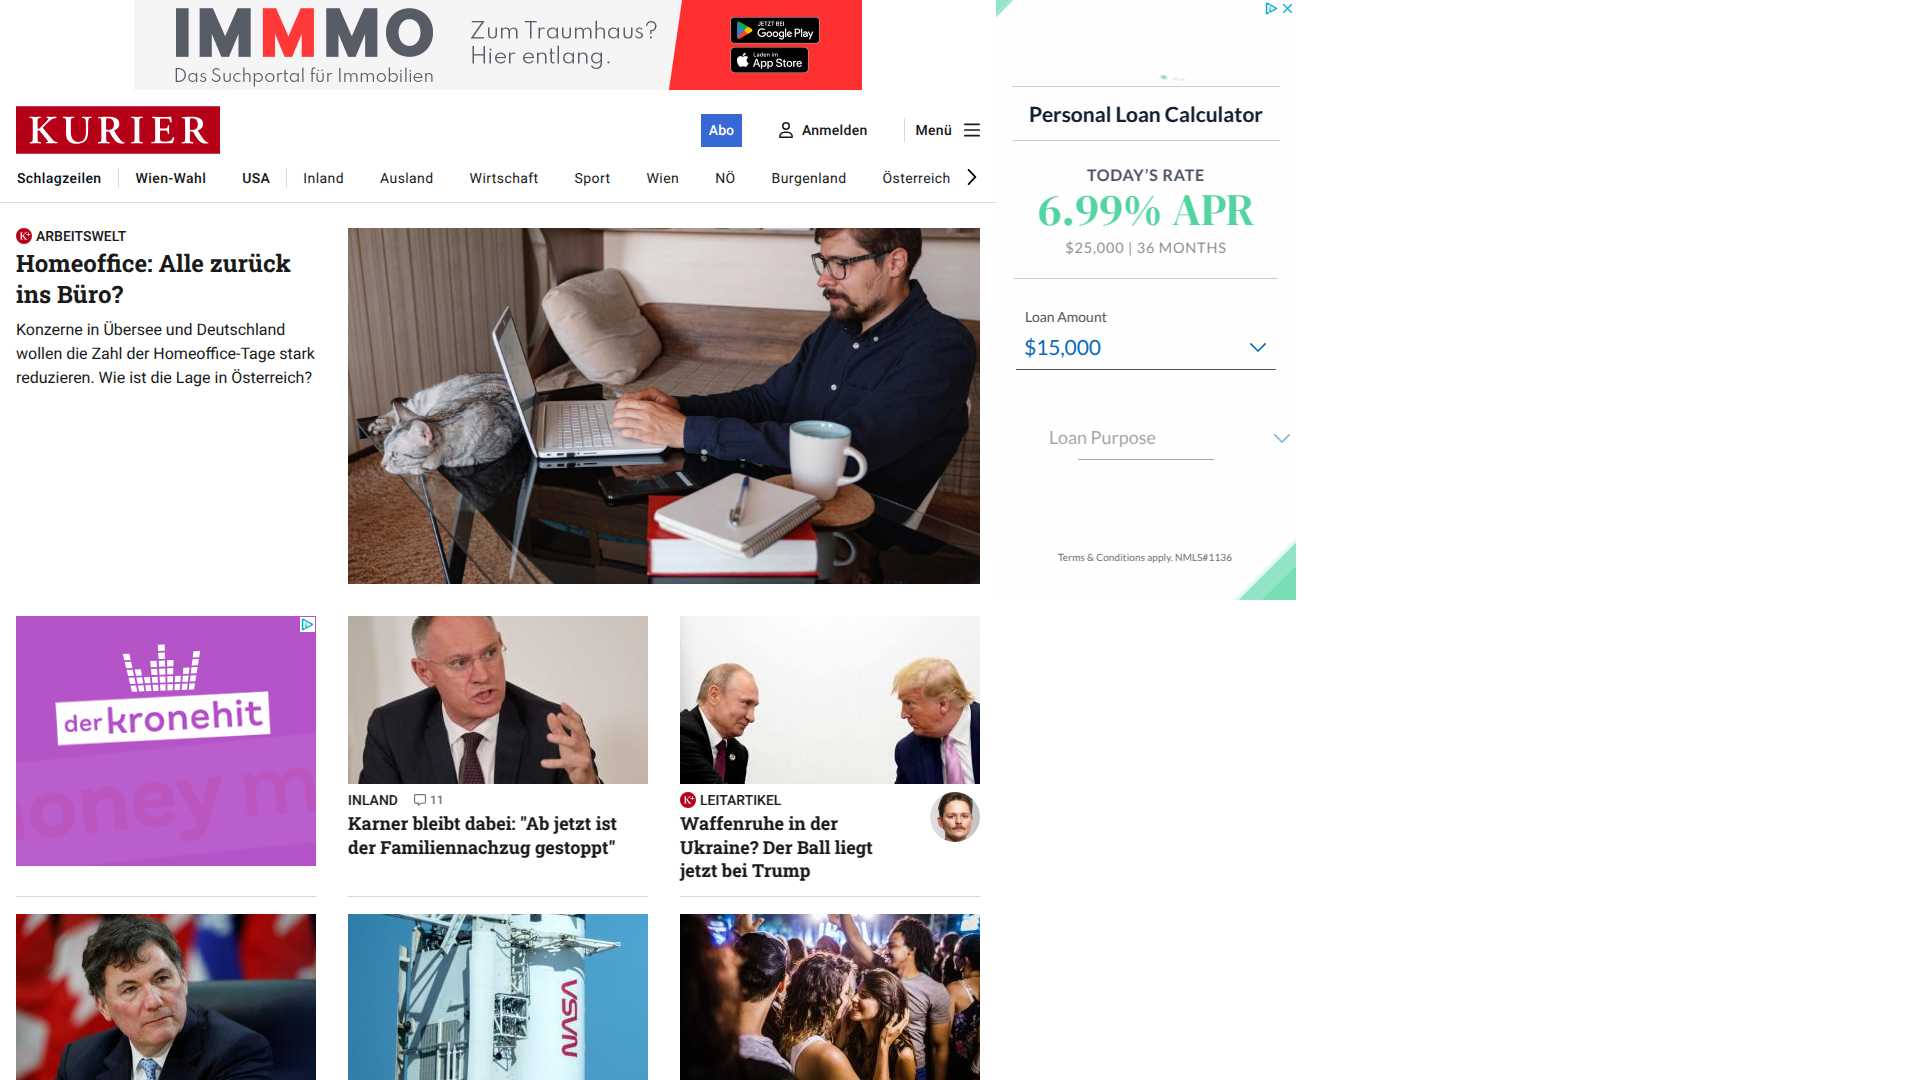 IMMMO
Das Suchportal für Immobilien
Zum Traumhaus?
Hier entlang.
JETZT BEI
Google Play
Laden im
App Store
KURIER
Abo
Anmelden
Menü
Schlagzeilen
Wien-Wahl
USA
Inland
Ausland
Wirtschaft
Sport
Wien
NÖ
Burgenland
Österreich
K+ ARBEITSWELT
Homeoffice: Alle zurück
ins Büro?
Konzerne in Übersee und Deutschland
wollen die Zahl der Homeoffice-Tage stark
reduzieren. Wie ist die Lage in Österreich?
Personal Loan Calculator
TODAY'S RATE
6.99% APR
$25,000 | 36 MONTHS
Loan Amount
$15,000
Loan Purpose
Terms & Conditions apply. NMLS#1136
der kronehit
oney m
INLAND 11
Karner bleibt dabei: "Ab jetzt ist
der Familiennachzug gestoppt"
K+ LEITARTIKEL
Waffenruhe in der
Ukraine? Der Ball liegt
jetzt bei Trump
NASA